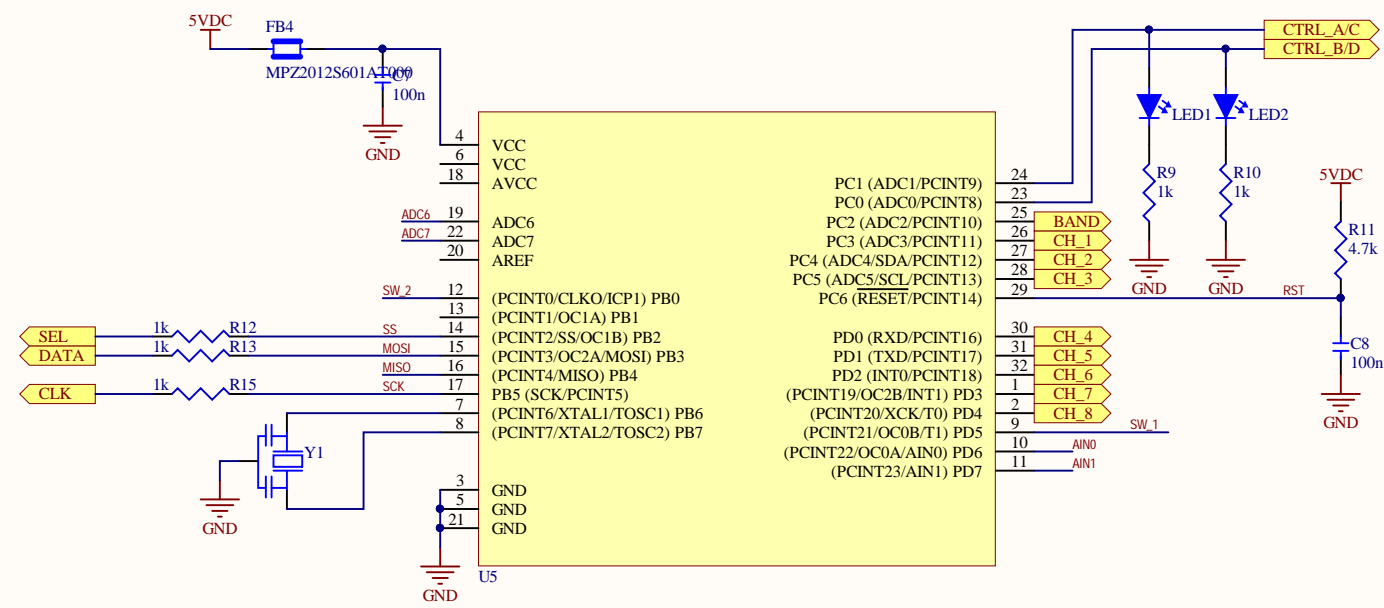 5VDC
FB4
MPZ2012S601AT000
C7
100n
GND
4 VCC
6 VCC
18 AVCC
ADC6 19 ADC6
ADC7 22 ADC7
20 AREF
SW_2 12 (PCINT0/CLKO/ICP1) PB0
13 (PCINT1/OC1A) PB1
SEL 1k R12 SS 14 (PCINT2/SS/OC1B) PB2
DATA 1k R13 MOSI 15 (PCINT3/OC2A/MOSI) PB3
MISO 16 (PCINT4/MISO) PB4
CLK 1k R15 SCK 17 PB5 (SCK/PCINT5)
7 (PCINT6/XTAL1/TOSC1) PB6
8 (PCINT7/XTAL2/TOSC2) PB7
Y1
GND
3 GND
5 GND
21 GND
GND
U5
PC1 (ADC1/PCINT9) 24
PC0 (ADC0/PCINT8) 23
PC2 (ADC2/PCINT10) 25 BAND
PC3 (ADC3/PCINT11) 26 CH_1
PC4 (ADC4/SDA/PCINT12) 27 CH_2
PC5 (ADC5/SCL/PCINT13) 28 CH_3
PC6 (RESET/PCINT14) 29 RST
PD0 (RXD/PCINT16) 30 CH_4
PD1 (TXD/PCINT17) 31 CH_5
PD2 (INT0/PCINT18) 32 CH_6
(PCINT19/OC2B/INT1) PD3 1 CH_7
(PCINT20/XCK/T0) PD4 2 CH_8
(PCINT21/OC0B/T1) PD5 9 SW_1
(PCINT22/OC0A/AIN0) PD6 10 AIN0
(PCINT23/AIN1) PD7 11 AIN1
CTRL_A/C
CTRL_B/D
LED1
LED2
R9
1k
R10
1k
GND
GND
5VDC
R11
4.7k
C8
100n
GND